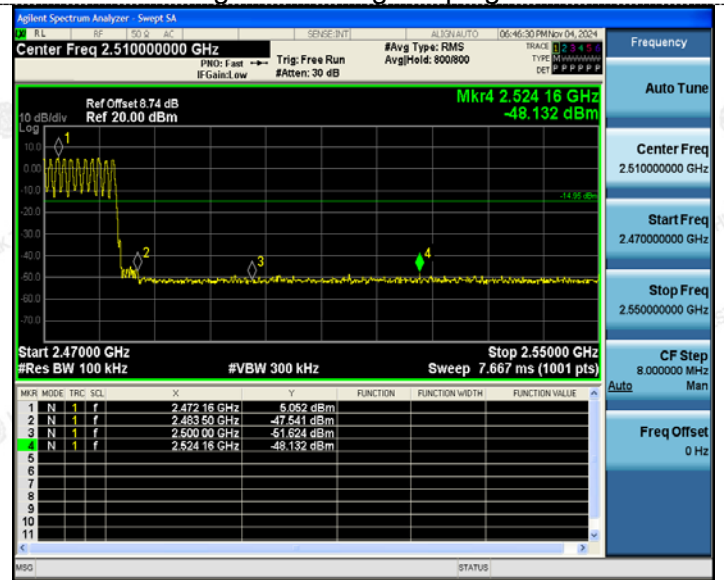 Agilent Spectrum Analyzer - Swept SA
RL RF 50 Ω AC SENSE:INT ALIGN AUTO 06:46:30 PM Nov 04, 2024
Center Freq 2.510000000 GHz #Avg Type: RMS TRACE 1 2 3 4 5 6
PNO: Fast Trig: Free Run Avg|Hold: 800/800 TYPE M
IFGain:Low #Atten: 30 dB DET P P P P P P
Ref Offset 8.74 dB Mkr4 2.524 16 GHz
10 dB/div Ref 20.00 dBm -48.132 dBm
Log
10.0
0.00
-10.0
-14.95 dBm
-20.0
-30.0
-40.0
-50.0
-60.0
-70.0
1
2
3
4
Start 2.47000 GHz Stop 2.55000 GHz
#Res BW 100 kHz #VBW 300 kHz Sweep 7.667 ms (1001 pts)
MKR MODE TRC SCL X Y FUNCTION FUNCTION WIDTH FUNCTION VALUE
1 N 1 f 2.472 16 GHz 5.052 dBm
2 N 1 f 2.483 50 GHz -47.541 dBm
3 N 1 f 2.500 00 GHz -51.624 dBm
4 N 1 f 2.524 16 GHz -48.132 dBm
5
6
7
8
9
10
11
MSG STATUS
Frequency
Auto Tune
Center Freq
2.510000000 GHz
Start Freq
2.470000000 GHz
Stop Freq
2.550000000 GHz
CF Step
8.000000 MHz
Auto Man
Freq Offset
0 Hz